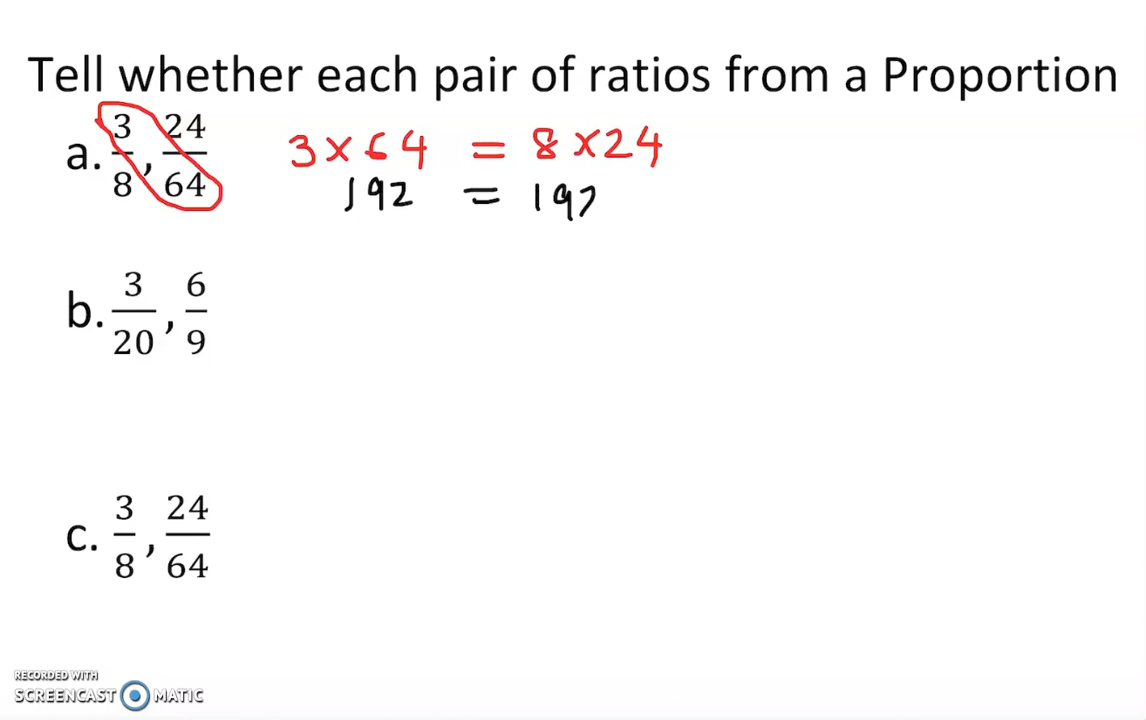 Tell whether each pair of ratios from a Proportion
a. 3/8, 24/64 3 × 64 = 8 × 24
192 = 192
b. 3/20, 6/9
c. 3/8, 24/64
RECORDED WITH
SCREENCAST MATIC